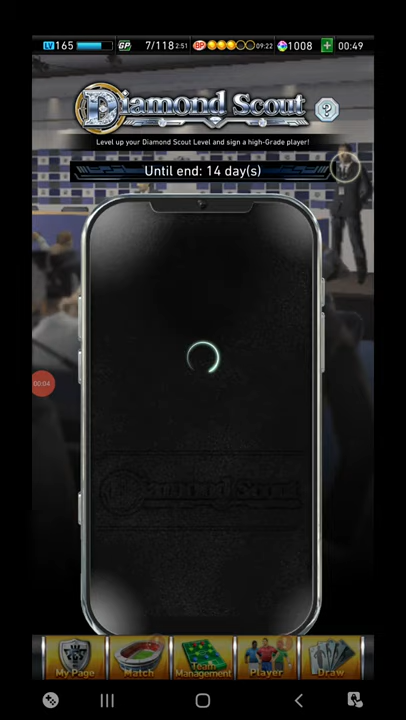 LV 165 GP 7/118 2:51 BP 09:22 1008 00:49
Diamond Scout ?
Level up your Diamond Scout Level and sign a high-Grade player!
Until end: 14 day(s)
00:04
Diamond Scout
My Page Match Team Management Player Draw